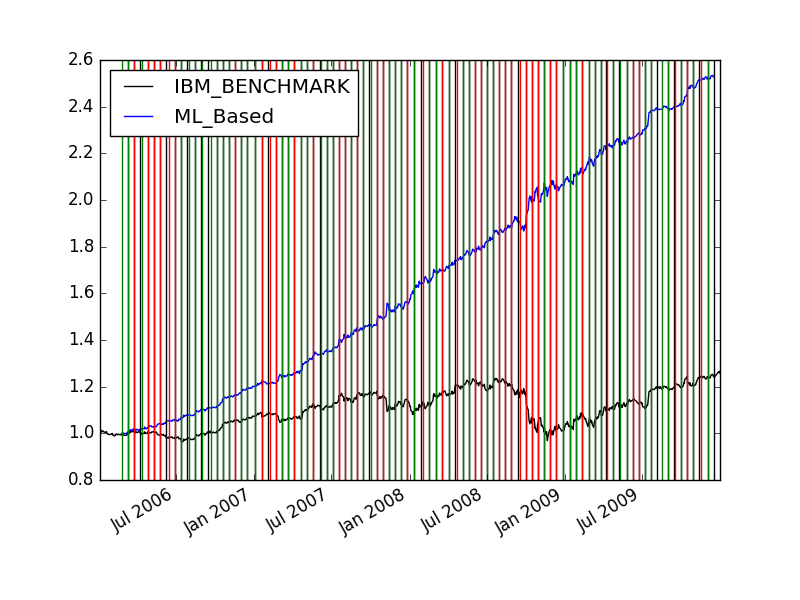 2.6
2.4
2.2
2.0
1.8
1.6
1.4
1.2
1.0
0.8
IBM_BENCHMARK
ML_Based
Jul 2006
Jan 2007
Jul 2007
Jan 2008
Jul 2008
Jan 2009
Jul 2009